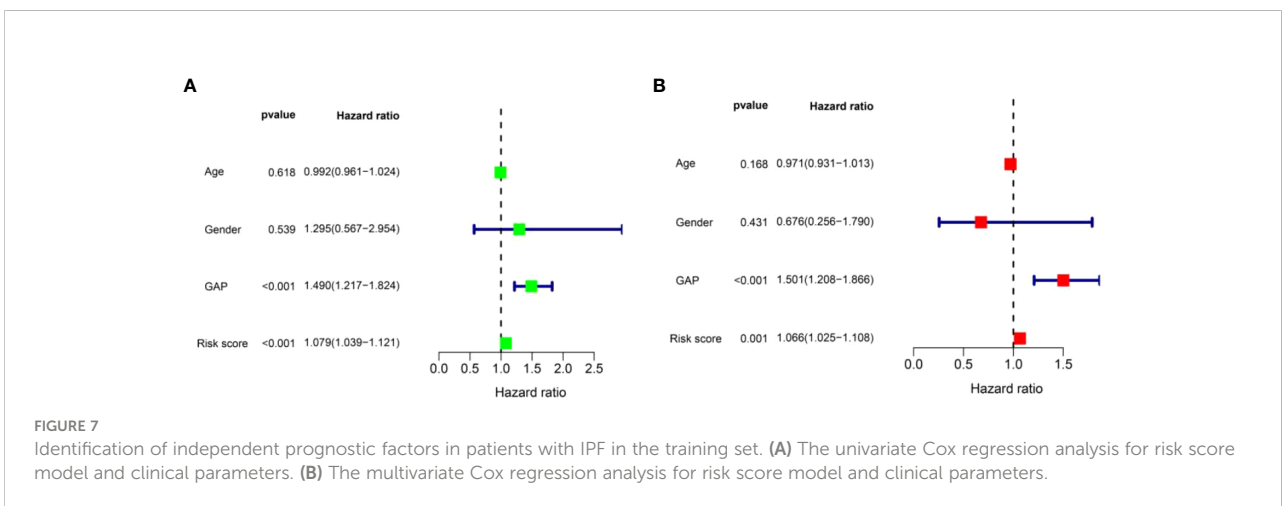 A
pvalue Hazard ratio
Age 0.618 0.992(0.961−1.024)
Gender 0.539 1.295(0.567−2.954)
GAP <0.001 1.490(1.217−1.824)
Risk score <0.001 1.079(1.039−1.121)
0.0 0.5 1.0 1.5 2.0 2.5
Hazard ratio
B
pvalue Hazard ratio
Age 0.168 0.971(0.931−1.013)
Gender 0.431 0.676(0.256−1.790)
GAP <0.001 1.501(1.208−1.866)
Risk score 0.001 1.066(1.025−1.108)
0.0 0.5 1.0 1.5
Hazard ratio
FIGURE 7
Identification of independent prognostic factors in patients with IPF in the training set. (A) The univariate Cox regression analysis for risk score
model and clinical parameters. (B) The multivariate Cox regression analysis for risk score model and clinical parameters.